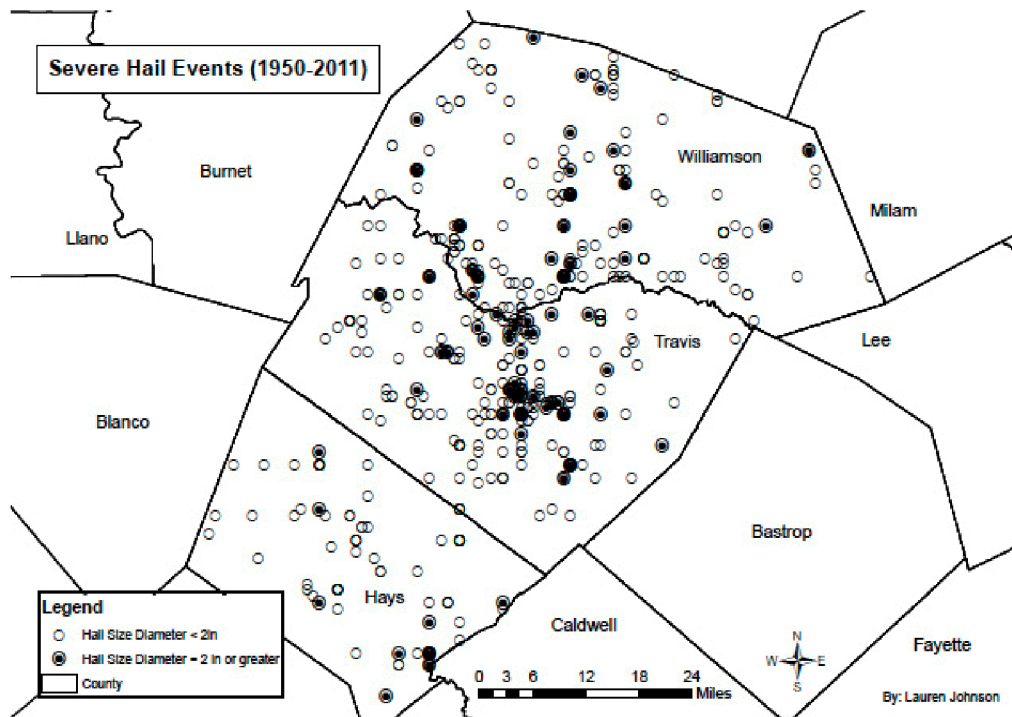 Severe Hail Events (1950-2011)
Burnet
Williamson
Milam
Llano
Travis
Lee
Blanco
Bastrop
Hays
Caldwell
Fayette
Legend
Hail Size Diameter < 2in
Hail Size Diameter = 2 in or greater
County
N
W E
S
0 3 6 12 18 24
Miles
By: Lauren Johnson